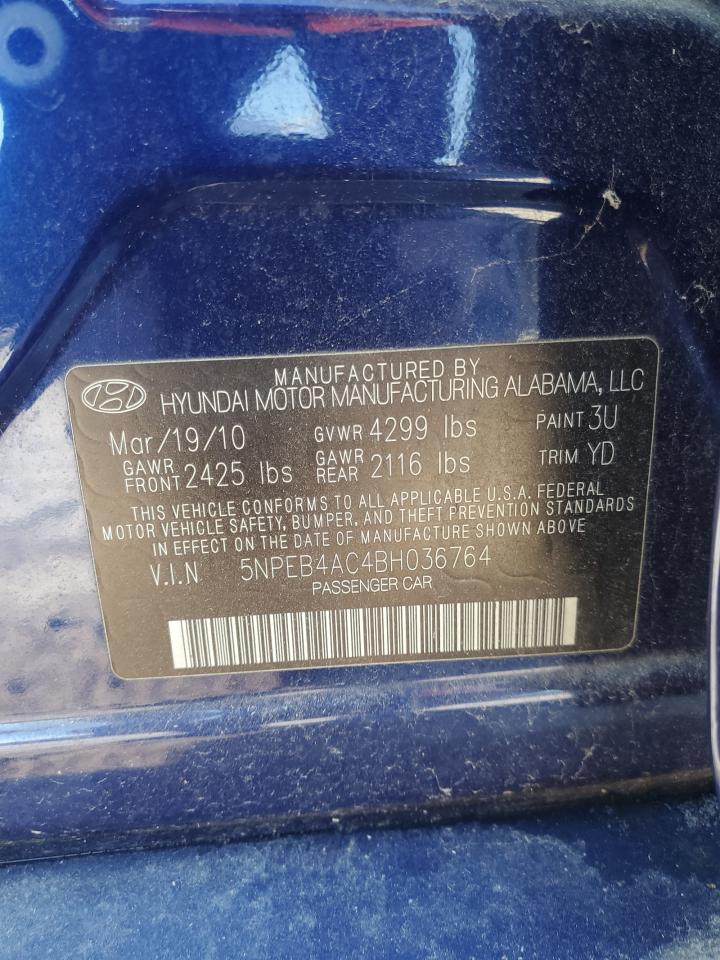 MANUFACTURED BY
HYUNDAI MOTOR MANUFACTURING ALABAMA, LLC
Mar/19/10 GVWR 4299 lbs PAINT 3U
GAWR FRONT 2425 lbs GAWR REAR 2116 lbs TRIM YD
THIS VEHICLE CONFORMS TO ALL APPLICABLE U.S.A. FEDERAL
MOTOR VEHICLE SAFETY, BUMPER, AND THEFT PREVENTION STANDARDS
IN EFFECT ON THE DATE OF MANUFACTURE SHOWN ABOVE
V.I.N 5NPEB4AC4BH036764
PASSENGER CAR